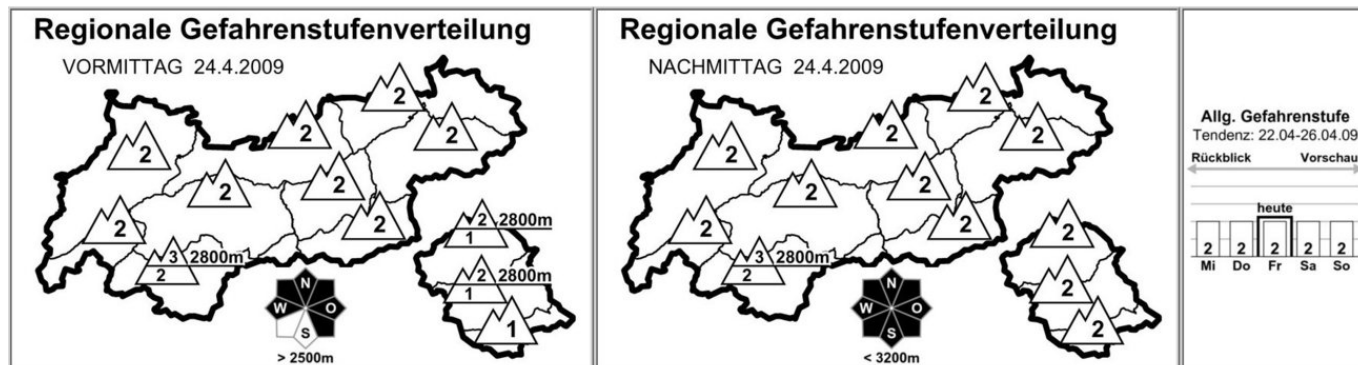 Regionale Gefahrenstufenverteilung
VORMITTAG 24.4.2009
2
2
2
2
2
2
2
2
2
2 2800m
1
3 2800m
2
2 2800m
1
1
N
W O
S
> 2500m
Regionale Gefahrenstufenverteilung
NACHMITTAG 24.4.2009
2
2
2
2
2
2
2
2
2
3 2800m
2
2
2
N
W O
S
< 3200m
Allg. Gefahrenstufe
Tendenz: 22.04-26.04.09
Rückblick Vorschau
heute
2 2 2 2 2
Mi Do Fr Sa So